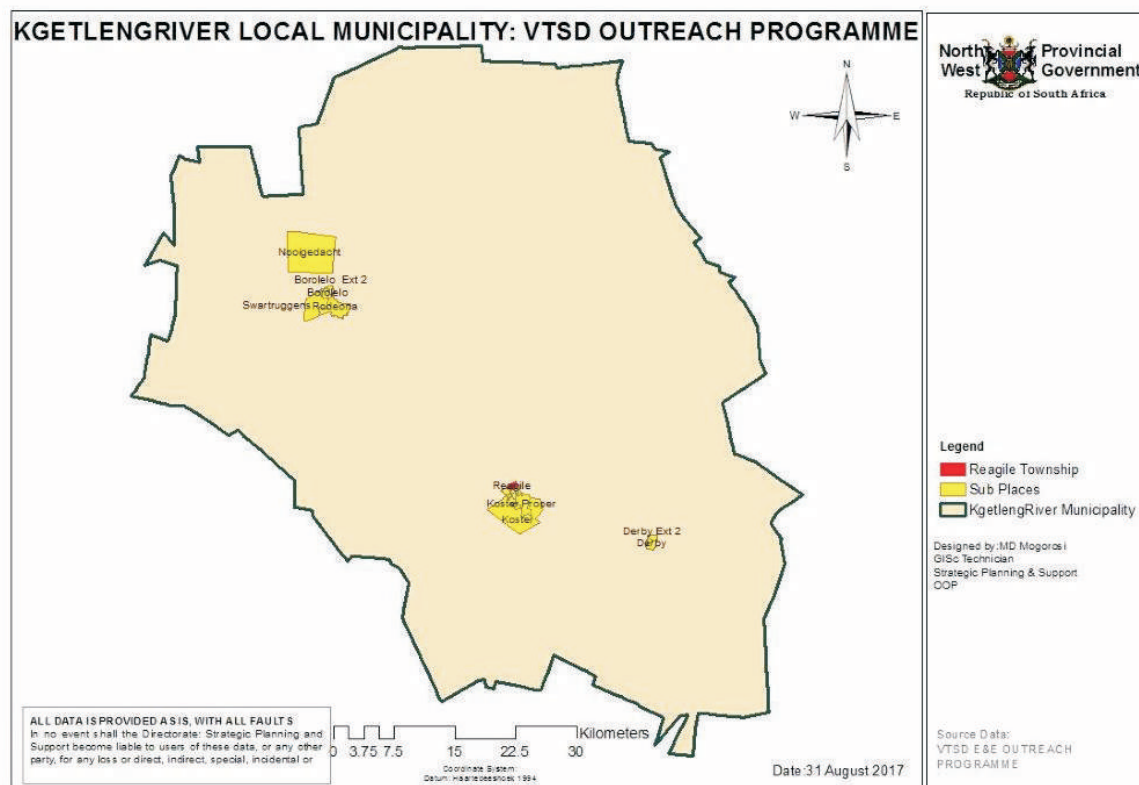 KGETLENGRIVER LOCAL MUNICIPALITY: VTSD OUTREACH PROGRAMME
N
W E
S
Nooigedacht
Borolelo Ext 2
Borolelo
Swartruggens Rodeona
Reagile
Koster Proper
Koster
Derby Ext 2
Derby
ALL DATA IS PROVIDED AS IS, WITH ALL FAULTS
In no event shall the Directorate: Strategic Planning and
Support become liable to users of these data, or any other
party, for any loss or direct, indirect, special, incidental or
Kilometers
0 3.75 7.5 15 22.5 30
Coordinate System:
Datum: Hartebeeshoek 1994
Date:31 August 2017
North West Provincial Government
Republic of South Africa
Legend
Reagile Township
Sub Places
KgetlengRiver Municipality
Designed by:MD Mogorosi
GISc Technician
Strategic Planning & Support
OOP
Source Data:
VTSD E&E OUTREACH
PROGRAMME